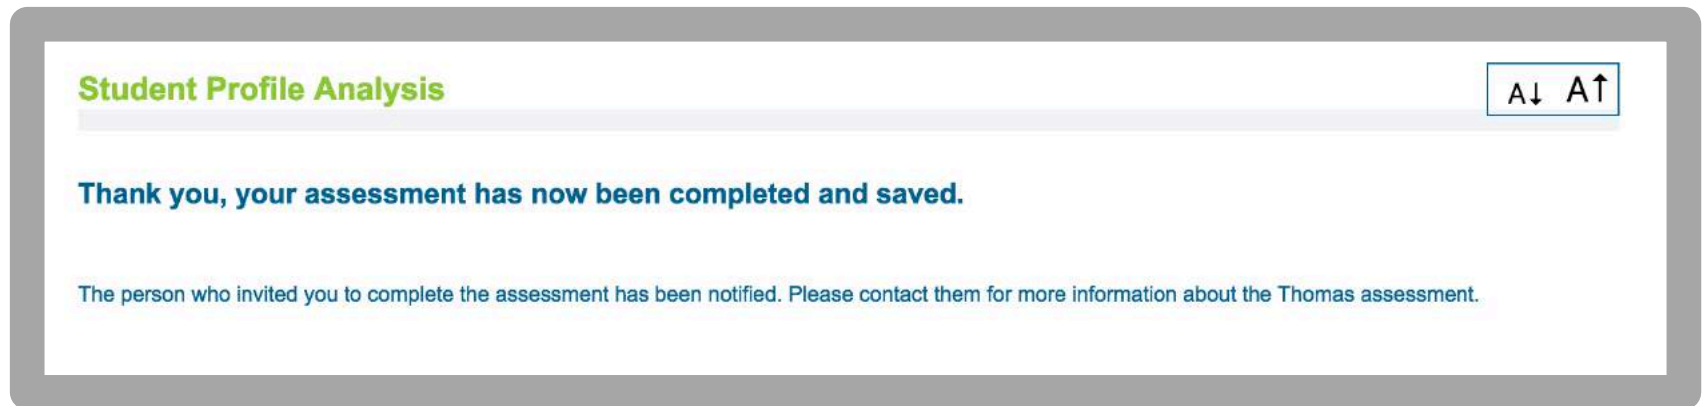 Student Profile Analysis
A↓ A↑
Thank you, your assessment has now been completed and saved.
The person who invited you to complete the assessment has been notified. Please contact them for more information about the Thomas assessment.